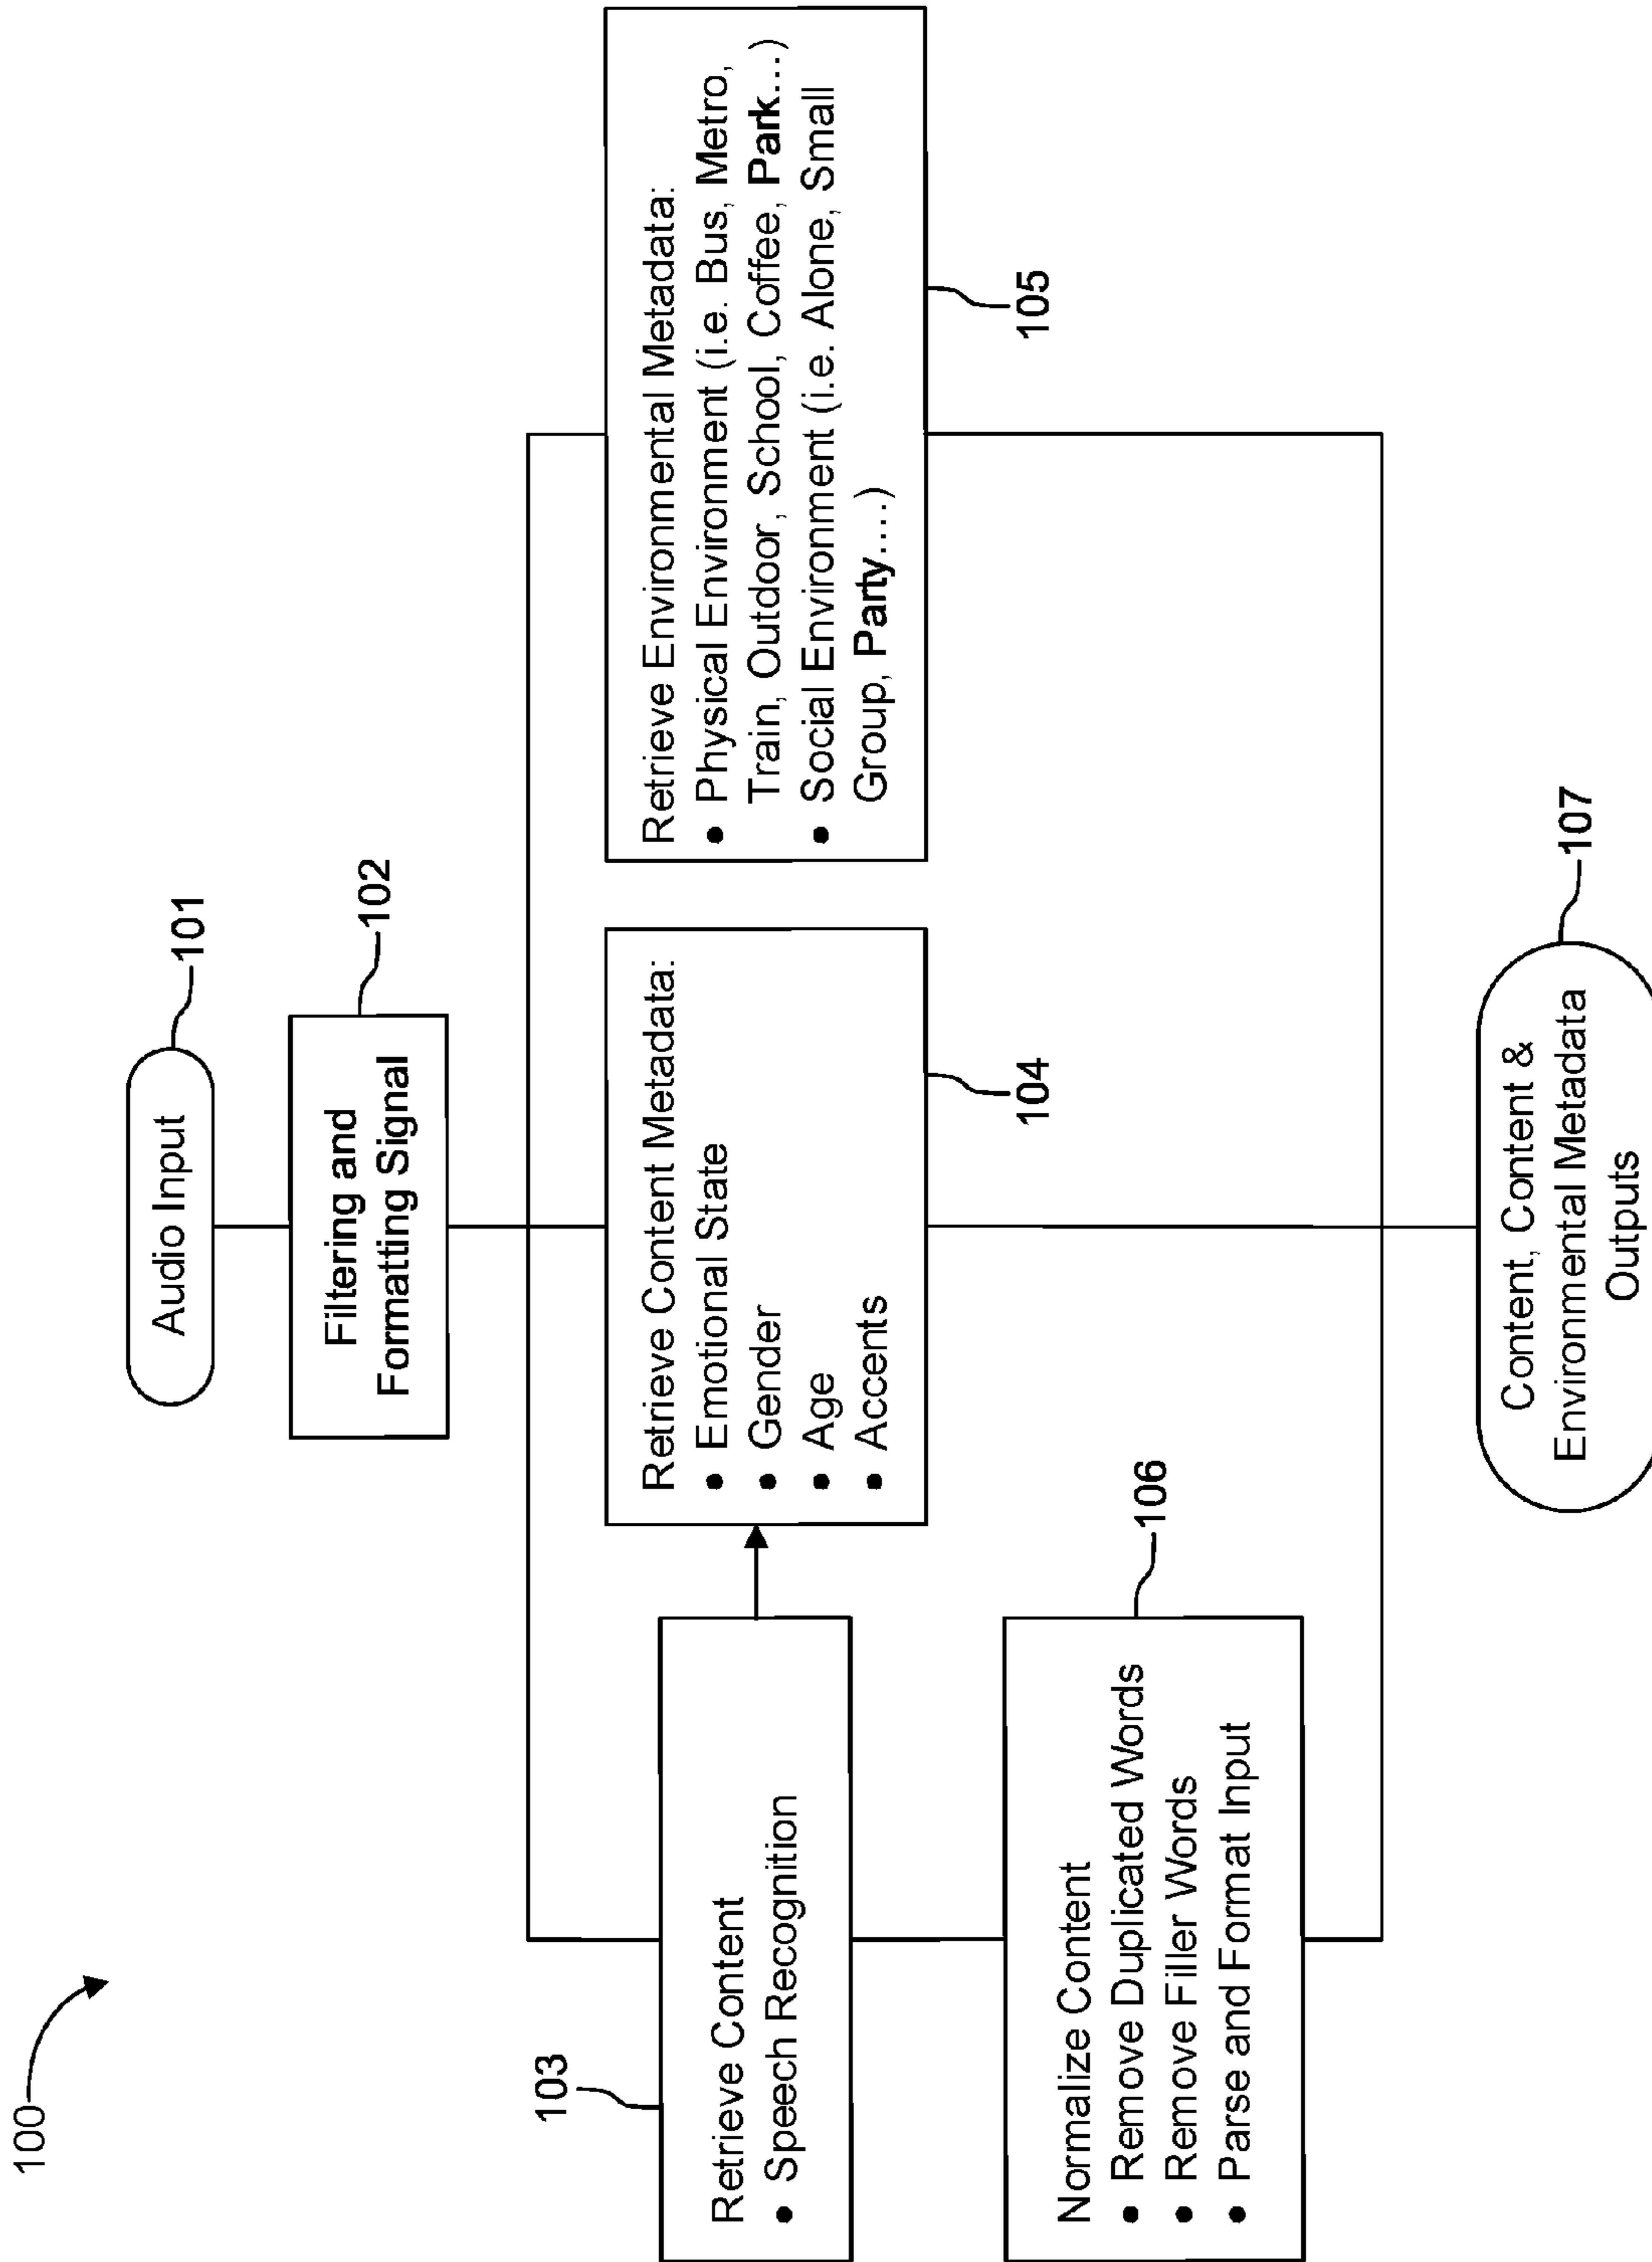 100
Audio Input
101
Filtering and
Formating Signal
102
103
Retrieve Content
• Speech Recognition
Retrieve Content Metadata:
• Emotional State
• Gender
• Age
• Accents
104
Retrieve Environmental Metadata:
• Physical Environment (i.e. Bus, Metro,
Train, Outdoor, School, Coffee, Park...)
• Social Environment (i.e. Alone, Small
Group, Party....)
105
Normalize Content
• Remove Duplicated Words
• Remove Filler Words
• Parse and Format Input
106
Content, Content &
Environmental Metadata
Outputs
107